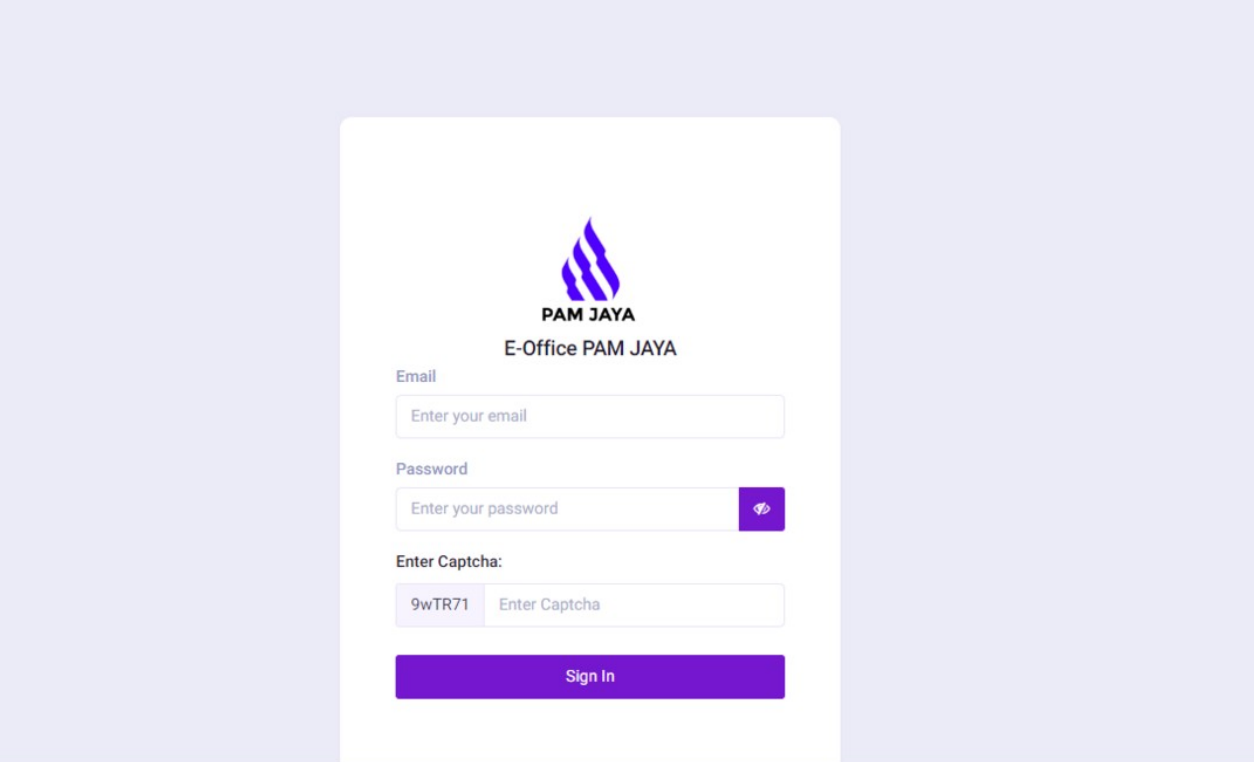 PAM JAYA
E-Office PAM JAYA
Email
Enter your email
Password
Enter your password
Enter Captcha:
9wTR71 Enter Captcha
Sign In